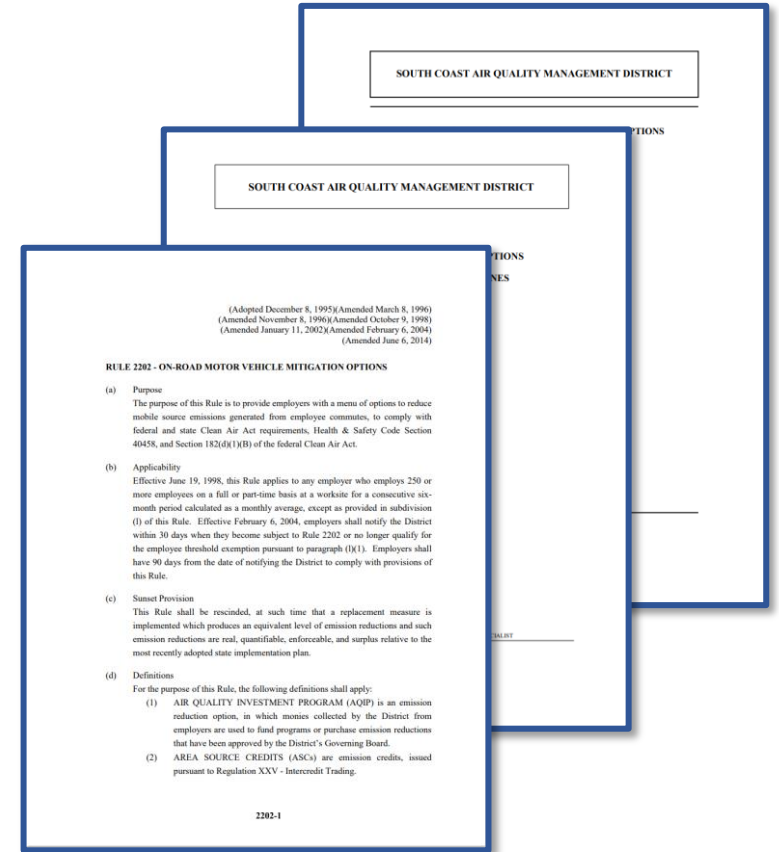 SOUTH COAST AIR QUALITY MANAGEMENT DISTRICT
SOUTH COAST AIR QUALITY MANAGEMENT DISTRICT
(Adopted December 8, 1995)(Amended March 8, 1996)
(Amended November 8, 1996)(Amended October 9, 1998)
(Amended January 11, 2002)(Amended February 6, 2004)
(Amended June 6, 2014)
RULE 2202 - ON-ROAD MOTOR VEHICLE MITIGATION OPTIONS
(a) Purpose
The purpose of this Rule is to provide employers with a menu of options to reduce
mobile source emissions generated from employee commutes, to comply with
federal and state Clean Air Act requirements, Health & Safety Code Section
40458, and Section 182(d)(1)(B) of the federal Clean Air Act.
(b) Applicability
Effective June 19, 1998, this Rule applies to any employer who employs 250 or
more employees on a full or part-time basis at a worksite for a consecutive six-
month period calculated as a monthly average, except as provided in subdivision
(l) of this Rule. Effective February 6, 2004, employers shall notify the District
within 30 days when they become subject to Rule 2202 or no longer qualify for
the employee threshold exemption pursuant to paragraph (l)(1). Employers shall
have 90 days from the date of notifying the District to comply with provisions of
this Rule.
(c) Sunset Provision
This Rule shall be rescinded, at such time that a replacement measure is
implemented which produces an equivalent level of emission reductions and such
emission reductions are real, quantifiable, enforceable, and surplus relative to the
most recently adopted state implementation plan.
(d) Definitions
For the purpose of this Rule, the following definitions shall apply:
(1) AIR QUALITY INVESTMENT PROGRAM (AQIP) is an emission
reduction option, in which monies collected by the District from
employers are used to fund programs or purchase emission reductions
that have been approved by the District's Governing Board.
(2) AREA SOURCE CREDITS (ASCs) are emission credits, issued
pursuant to Regulation XXV - Intercredit Trading.
2202-1